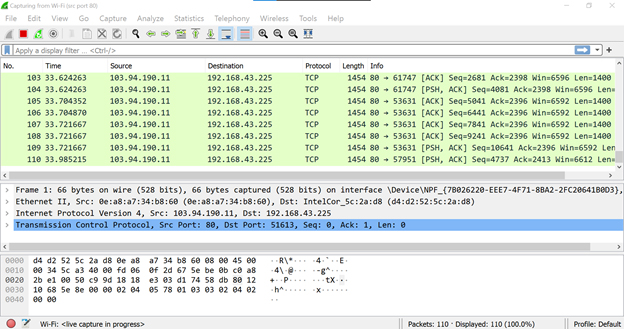 Capturing from Wi-Fi (src port 80)
File Edit View Go Capture Analyze Statistics Telephony Wireless Tools Help
Apply a display filter ... <Ctrl-/>
No. Time Source Destination Protocol Length Info
103 33.624263 103.94.190.11 192.168.43.225 TCP 1454 80 → 61747 [ACK] Seq=2681 Ack=2398 Win=6596 Len=1400
104 33.624263 103.94.190.11 192.168.43.225 TCP 1454 80 → 61747 [PSH, ACK] Seq=4081 Ack=2398 Win=6596 Len=
105 33.704352 103.94.190.11 192.168.43.225 TCP 1454 80 → 53631 [ACK] Seq=5041 Ack=2396 Win=6592 Len=1400
106 33.704870 103.94.190.11 192.168.43.225 TCP 1454 80 → 53631 [ACK] Seq=6441 Ack=2396 Win=6592 Len=1400
107 33.721667 103.94.190.11 192.168.43.225 TCP 1454 80 → 53631 [ACK] Seq=7841 Ack=2396 Win=6592 Len=1400
108 33.721667 103.94.190.11 192.168.43.225 TCP 1454 80 → 53631 [ACK] Seq=9241 Ack=2396 Win=6592 Len=1400
109 33.721667 103.94.190.11 192.168.43.225 TCP 1454 80 → 53631 [PSH, ACK] Seq=10641 Ack=2396 Win=6592 Len
110 33.985215 103.94.190.11 192.168.43.225 TCP 1454 80 → 57951 [PSH, ACK] Seq=4737 Ack=2413 Win=6612 Len=
Frame 1: 66 bytes on wire (528 bits), 66 bytes captured (528 bits) on interface \Device\NPF_{7B026220-EEE7-4F71-8BA2-2FC20641B0D3},
Ethernet II, Src: 0e:a8:a7:34:b8:60 (0e:a8:a7:34:b8:60), Dst: IntelCor_5c:2a:d8 (d4:d2:52:5c:2a:d8)
Internet Protocol Version 4, Src: 103.94.190.11, Dst: 192.168.43.225
Transmission Control Protocol, Src Port: 80, Dst Port: 51613, Seq: 0, Ack: 1, Len: 0
0000 d4 d2 52 5c 2a d8 0e a8 a7 34 b8 60 08 00 45 00 ··R\*··· ·4·`··E·
0010 00 34 5c a3 40 00 fd 06 0f 2d 67 5e be 0b c0 a8 ·4\·@··· ·-g^····
0020 2b e1 00 50 c9 9d 18 18 e3 03 d1 74 58 db 80 12 +··P···· ···tX···
0030 10 68 5e 8e 00 00 02 04 05 78 01 03 03 02 04 02 ·h^····· ·x······
0040 00 00 ··
Wi-Fi: <live capture in progress> Packets: 110 · Displayed: 110 (100.0%) Profile: Default